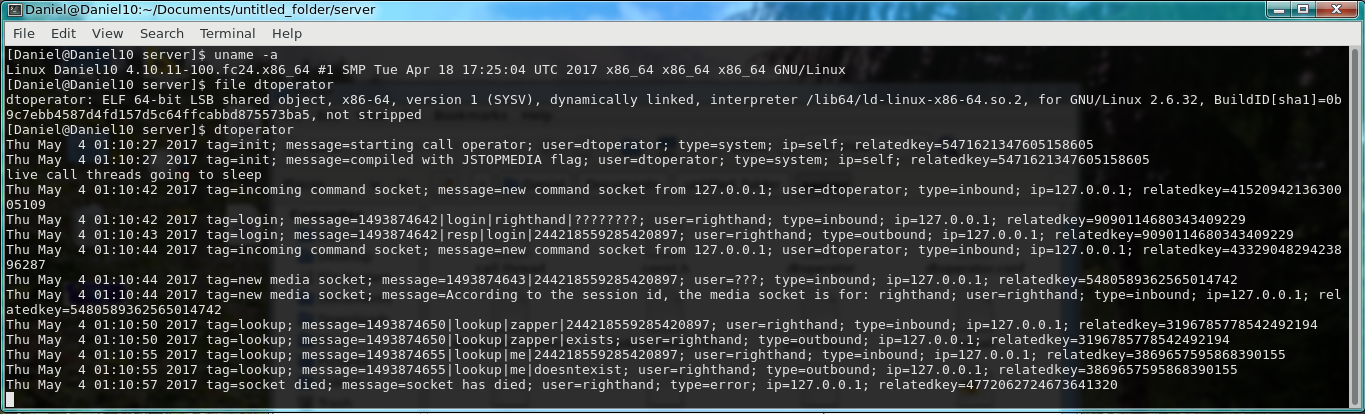 Daniel@Daniel10:~/Documents/untitled_folder/server
File Edit View Search Terminal Help
[Daniel@Daniel10 server]$ uname -a
Linux Daniel10 4.10.11-100.fc24.x86_64 #1 SMP Tue Apr 18 17:25:04 UTC 2017 x86_64 x86_64 x86_64 GNU/Linux
[Daniel@Daniel10 server]$ file dtoperator
dtoperator: ELF 64-bit LSB shared object, x86-64, version 1 (SYSV), dynamically linked, interpreter /lib64/ld-linux-x86-64.so.2, for GNU/Linux 2.6.32, BuildID[sha1]=0b
9c7ebb4587d4fd157d5c64ffcabbd875573ba5, not stripped
[Daniel@Daniel10 server]$ dtoperator
Thu May  4 01:10:27 2017 tag=init; message=starting call operator; user=dtoperator; type=system; ip=self; relatedkey=5471621347605158605
Thu May  4 01:10:27 2017 tag=init; message=compiled with JSTOPMEDIA flag; user=dtoperator; type=system; ip=self; relatedkey=5471621347605158605
live call threads going to sleep
Thu May  4 01:10:42 2017 tag=incoming command socket; message=new command socket from 127.0.0.1; user=dtoperator; type=inbound; ip=127.0.0.1; relatedkey=41520942136300
05109
Thu May  4 01:10:42 2017 tag=login; message=1493874642|login|righthand|????????; user=righthand; type=inbound; ip=127.0.0.1; relatedkey=9090114680343409229
Thu May  4 01:10:43 2017 tag=login; message=1493874642|resp|login|244218559285420897; user=righthand; type=outbound; ip=127.0.0.1; relatedkey=9090114680343409229
Thu May  4 01:10:44 2017 tag=incoming command socket; message=new command socket from 127.0.0.1; user=dtoperator; type=inbound; ip=127.0.0.1; relatedkey=43329048294238
96287
Thu May  4 01:10:44 2017 tag=new media socket; message=1493874643|244218559285420897; user=???; type=inbound; ip=127.0.0.1; relatedkey=5480589362565014742
Thu May  4 01:10:44 2017 tag=new media socket; message=According to the session id, the media socket is for: righthand; user=righthand; type=inbound; ip=127.0.0.1; rel
atedkey=5480589362565014742
Thu May  4 01:10:50 2017 tag=lookup; message=1493874650|lookup|zapper|244218559285420897; user=righthand; type=inbound; ip=127.0.0.1; relatedkey=3196785778542492194
Thu May  4 01:10:50 2017 tag=lookup; message=1493874650|lookup|zapper|exists; user=righthand; type=outbound; ip=127.0.0.1; relatedkey=3196785778542492194
Thu May  4 01:10:55 2017 tag=lookup; message=1493874655|lookup|me|244218559285420897; user=righthand; type=inbound; ip=127.0.0.1; relatedkey=3869657595868390155
Thu May  4 01:10:55 2017 tag=lookup; message=1493874655|lookup|me|doesntexist; user=righthand; type=outbound; ip=127.0.0.1; relatedkey=3869657595868390155
Thu May  4 01:10:57 2017 tag=socket died; message=socket has died; user=righthand; type=error; ip=127.0.0.1; relatedkey=4772062724673641320